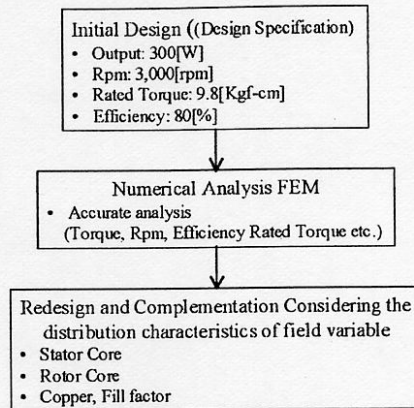 Initial Design ((Design Specification)
• Output: 300[W]
• Rpm: 3,000[rpm]
• Rated Torque: 9.8[Kgf-cm]
• Efficiency: 80[%]
Numerical Analysis FEM
• Accurate analysis
(Torque, Rpm, Efficiency Rated Torque etc.)
Redesign and Complementation Considering the
distribution characteristics of field variable
• Stator Core
• Rotor Core
• Copper, Fill factor